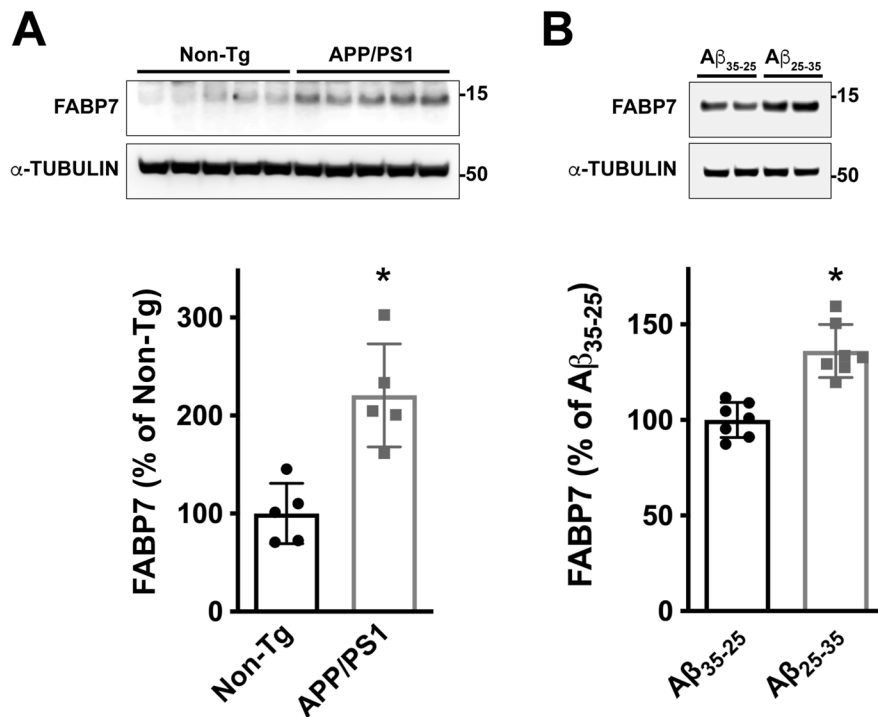 A
Non-Tg APP/PS1
FABP7
-15
α-TUBULIN
-50
FABP7 (% of Non-Tg)
300
200
100
0
*
Non-Tg
APP/PS1
B
Aβ35-25 Aβ25-35
FABP7
-15
α-TUBULIN
-50
FABP7 (% of Aβ35-25)
150
100
50
0
*
Aβ35-25
Aβ25-35